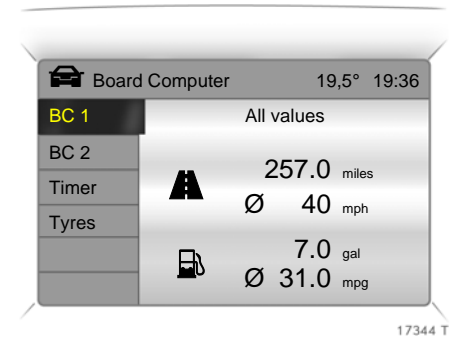 Board Computer 19,5° 19:36
BC 1
All values
BC 2
Timer
Tyres
257.0 miles
Ø 40 mph
7.0 gal
Ø 31.0 mpg
17344 T